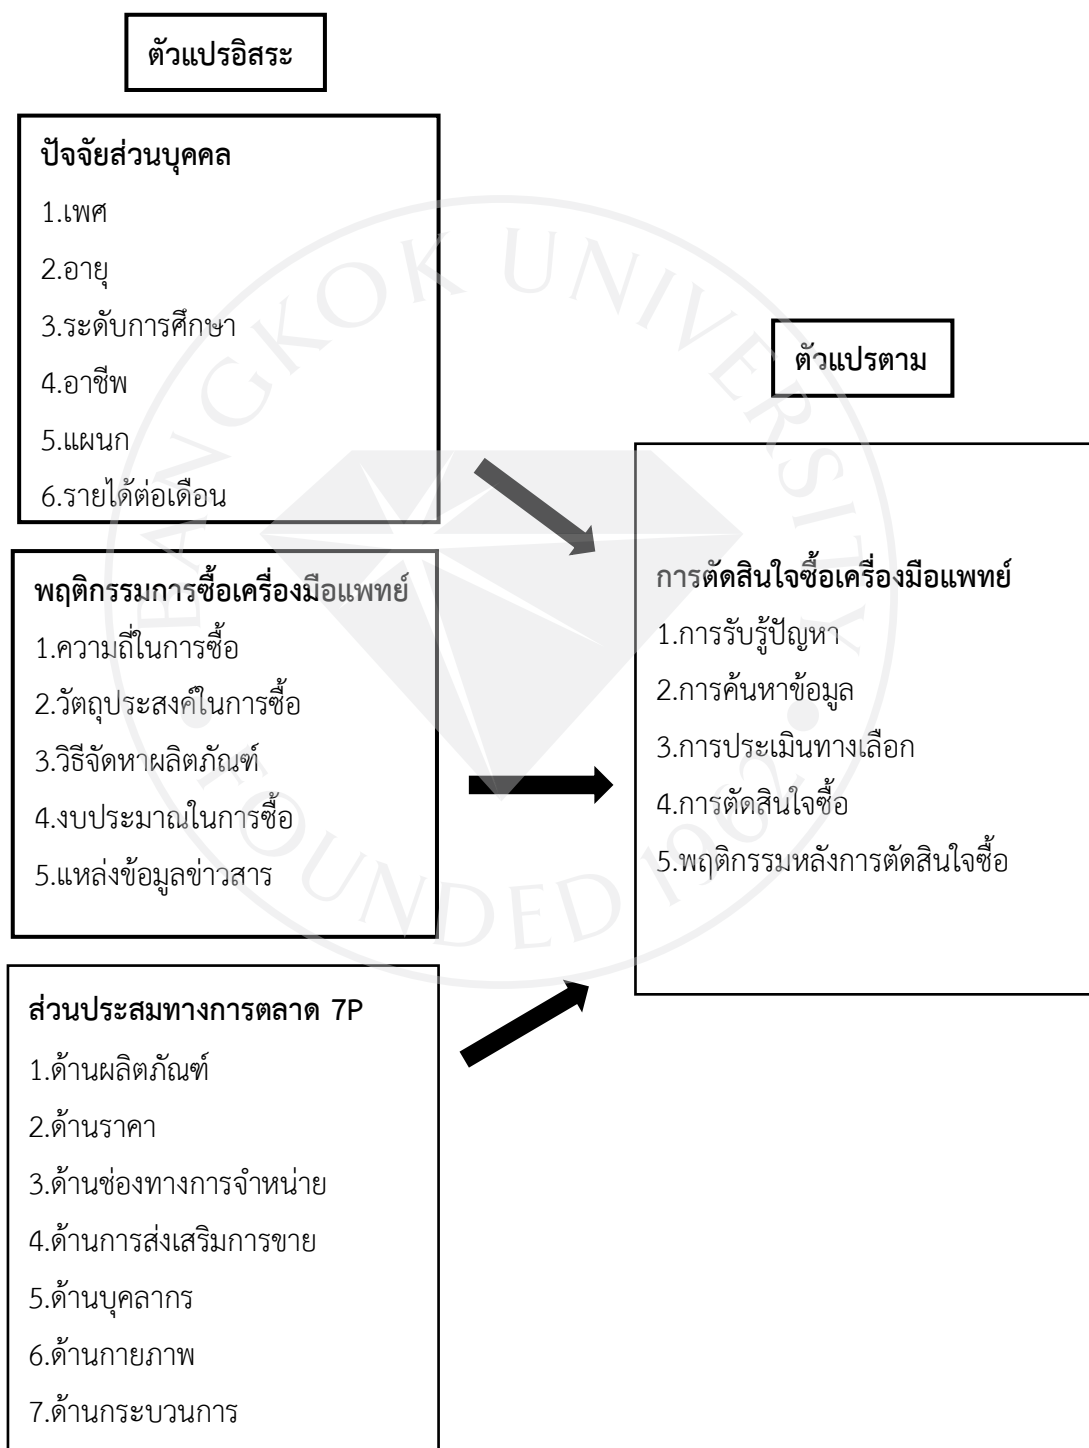 ตัวแปรอิสระ
ปัจจัยส่วนบุคคล
1.เพศ
2.อายุ
3.ระดับการศึกษา
4.อาชีพ
5.แผนก
6.รายได้ต่อเดือน
พฤติกรรมการซื้อเครื่องมือแพทย์
1.ความถี่ในการซื้อ
2.วัตถุประสงค์ในการซื้อ
3.วิธีจัดหาผลิตภัณฑ์
4.งบประมาณในการซื้อ
5.แหล่งข้อมูลข่าวสาร
ส่วนประสมทางการตลาด 7P
1.ด้านผลิตภัณฑ์
2.ด้านราคา
3.ด้านช่องทางการจำหน่าย
4.ด้านการส่งเสริมการขาย
5.ด้านบุคลากร
6.ด้านกายภาพ
7.ด้านกระบวนการ
ตัวแปรตาม
การตัดสินใจซื้อเครื่องมือแพทย์
1.การรับรู้ปัญหา
2.การค้นหาข้อมูล
3.การประเมินทางเลือก
4.การตัดสินใจซื้อ
5.พฤติกรรมหลังการตัดสินใจซื้อ
BANGKOK UNIVERSITY
FOUNDED 1962